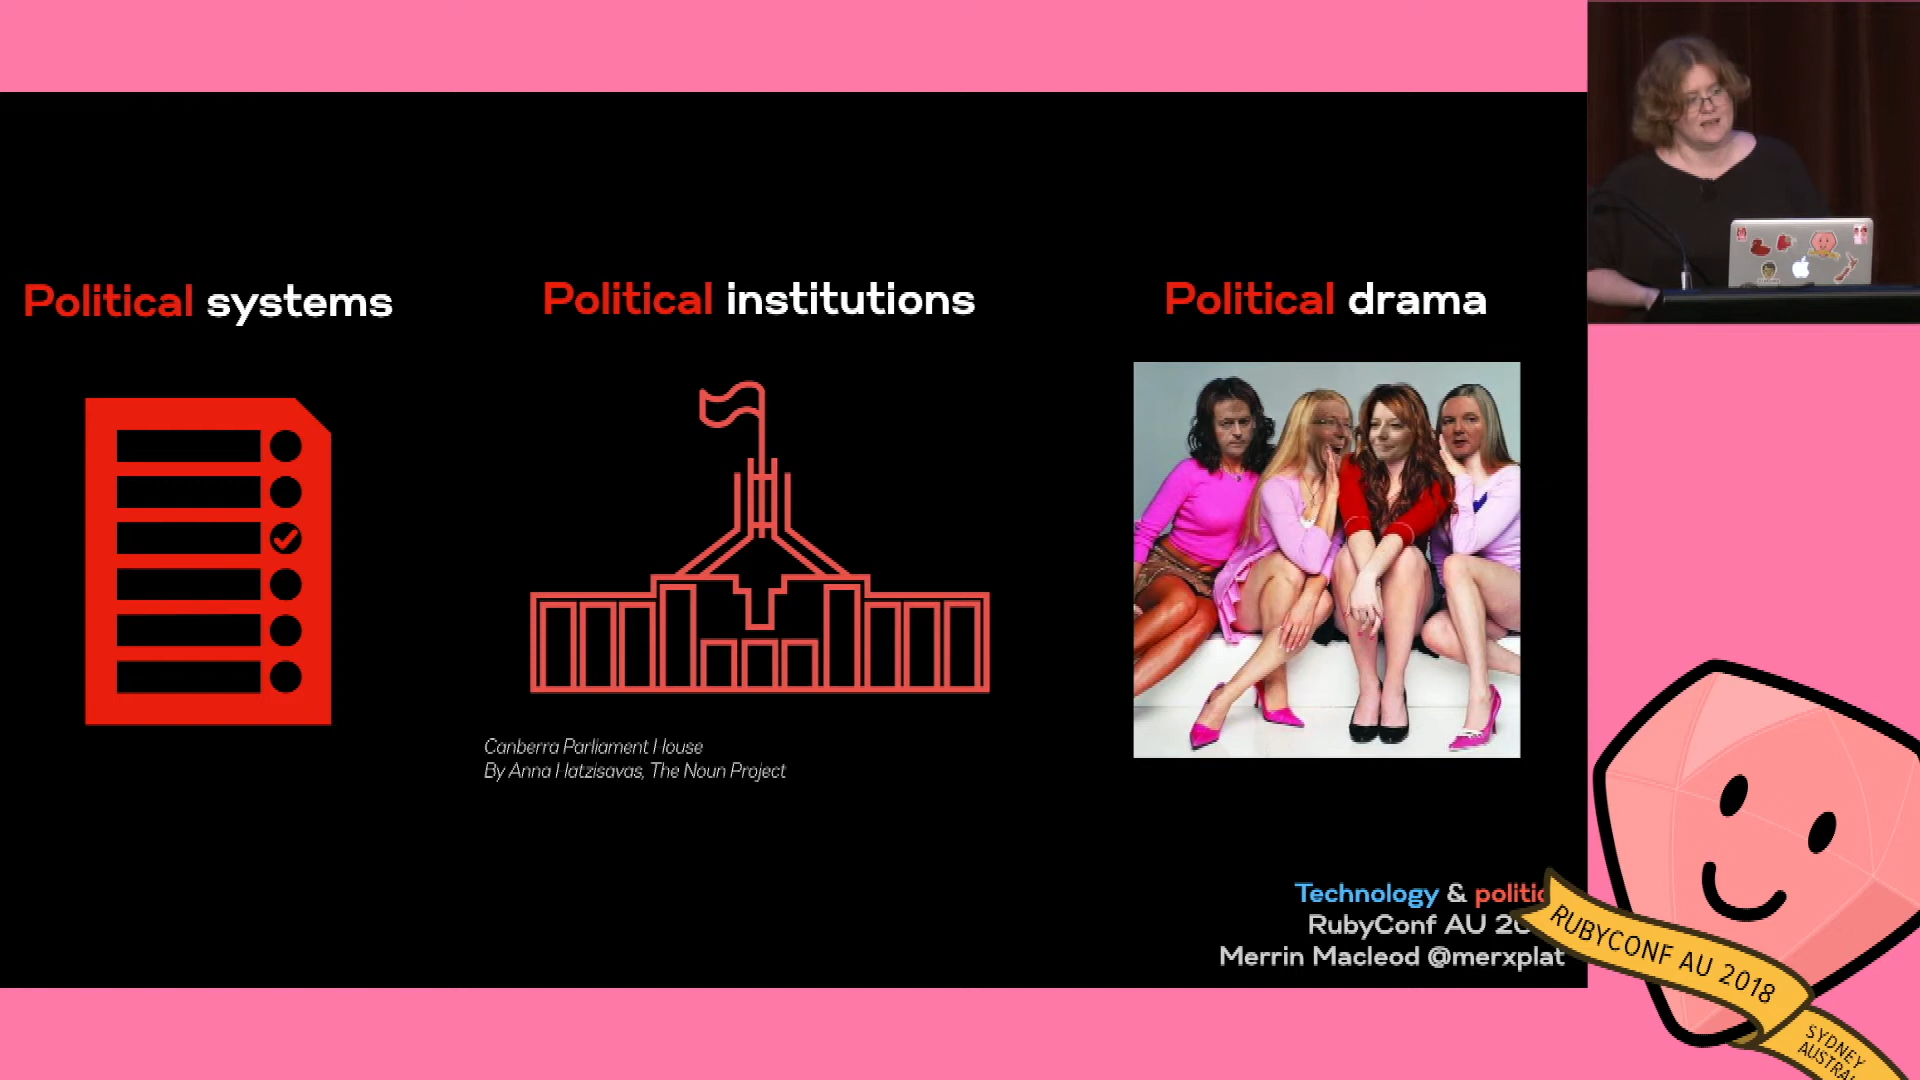 Political systems
Political institutions
Political drama
Canberra Parliament House
By Anna Hatzisavas, The Noun Project
Technology & politic
RubyConf AU 20
Merrin Macleod @merxplat
RUBYCONF AU 2018
SYDNEY
AUSTRA